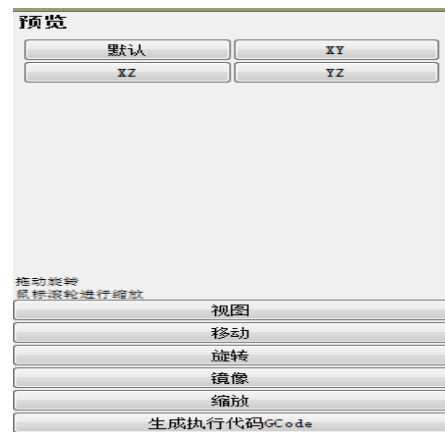 预览
默认 XY
XZ YZ
拖动旋转
鼠标滚轮进行缩放
视图
移动
旋转
镜像
缩放
生成执行代码GCode